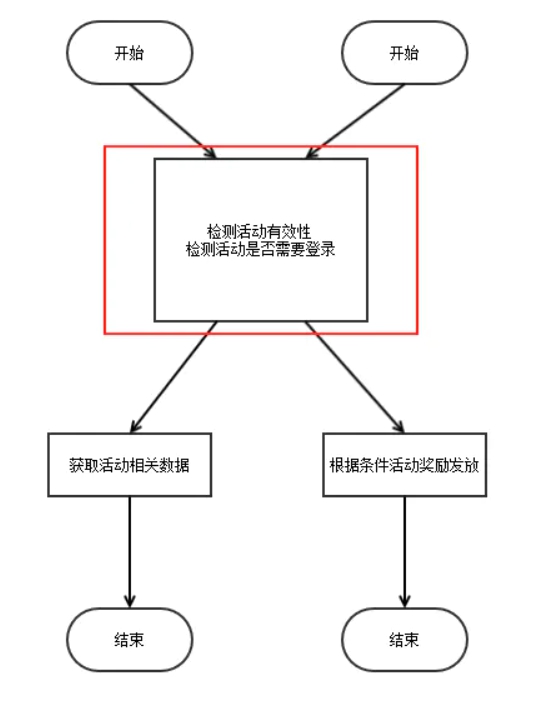 开始
开始
检测活动有效性
检测活动是否需要登录
获取活动相关数据
根据条件活动奖励发放
结束
结束